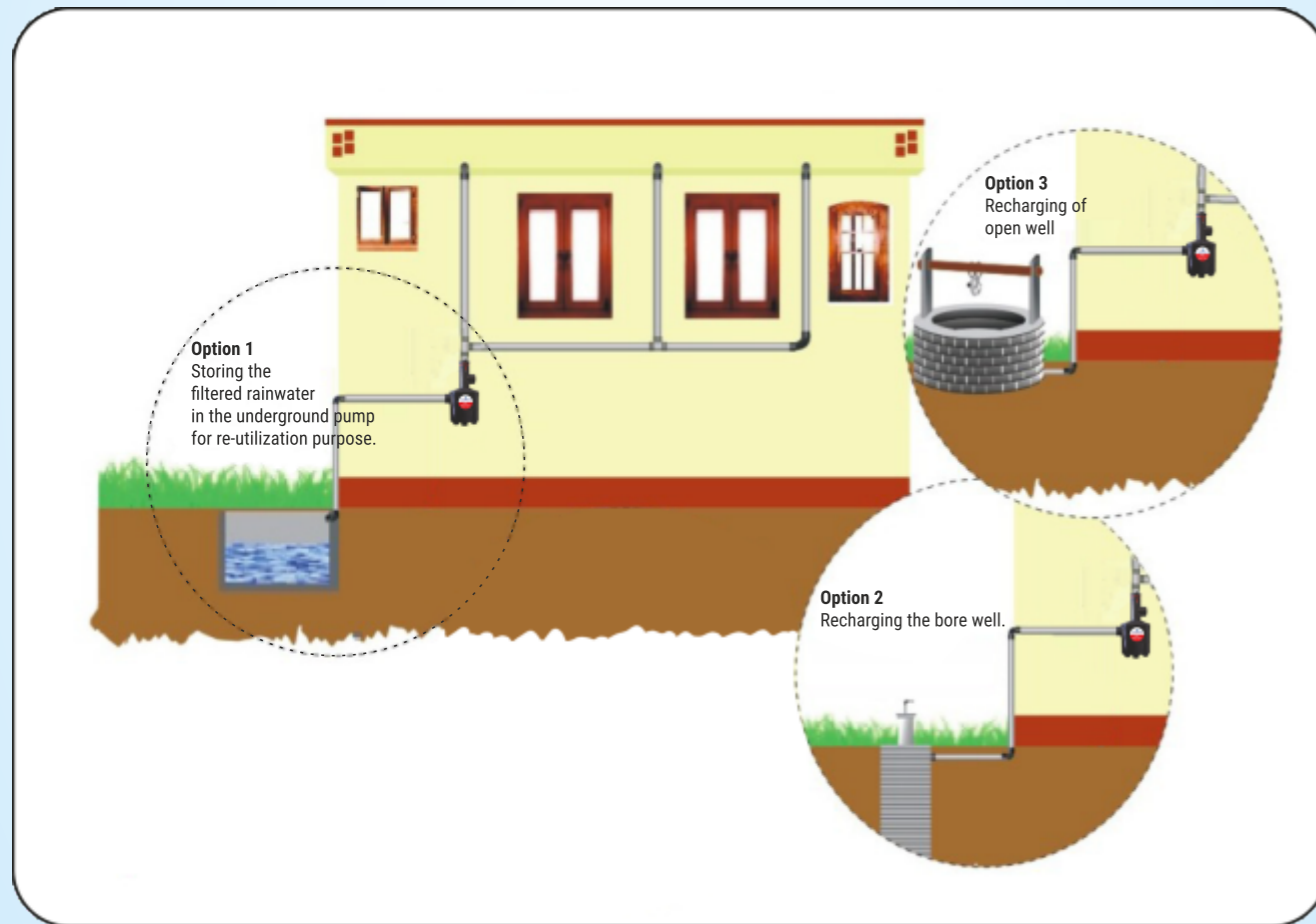 Option 1
Storing the
filtered rainwater
in the underground pump
for re-utilization purpose.
Option 3
Recharging of
open well
Option 2
Recharging the bore well.